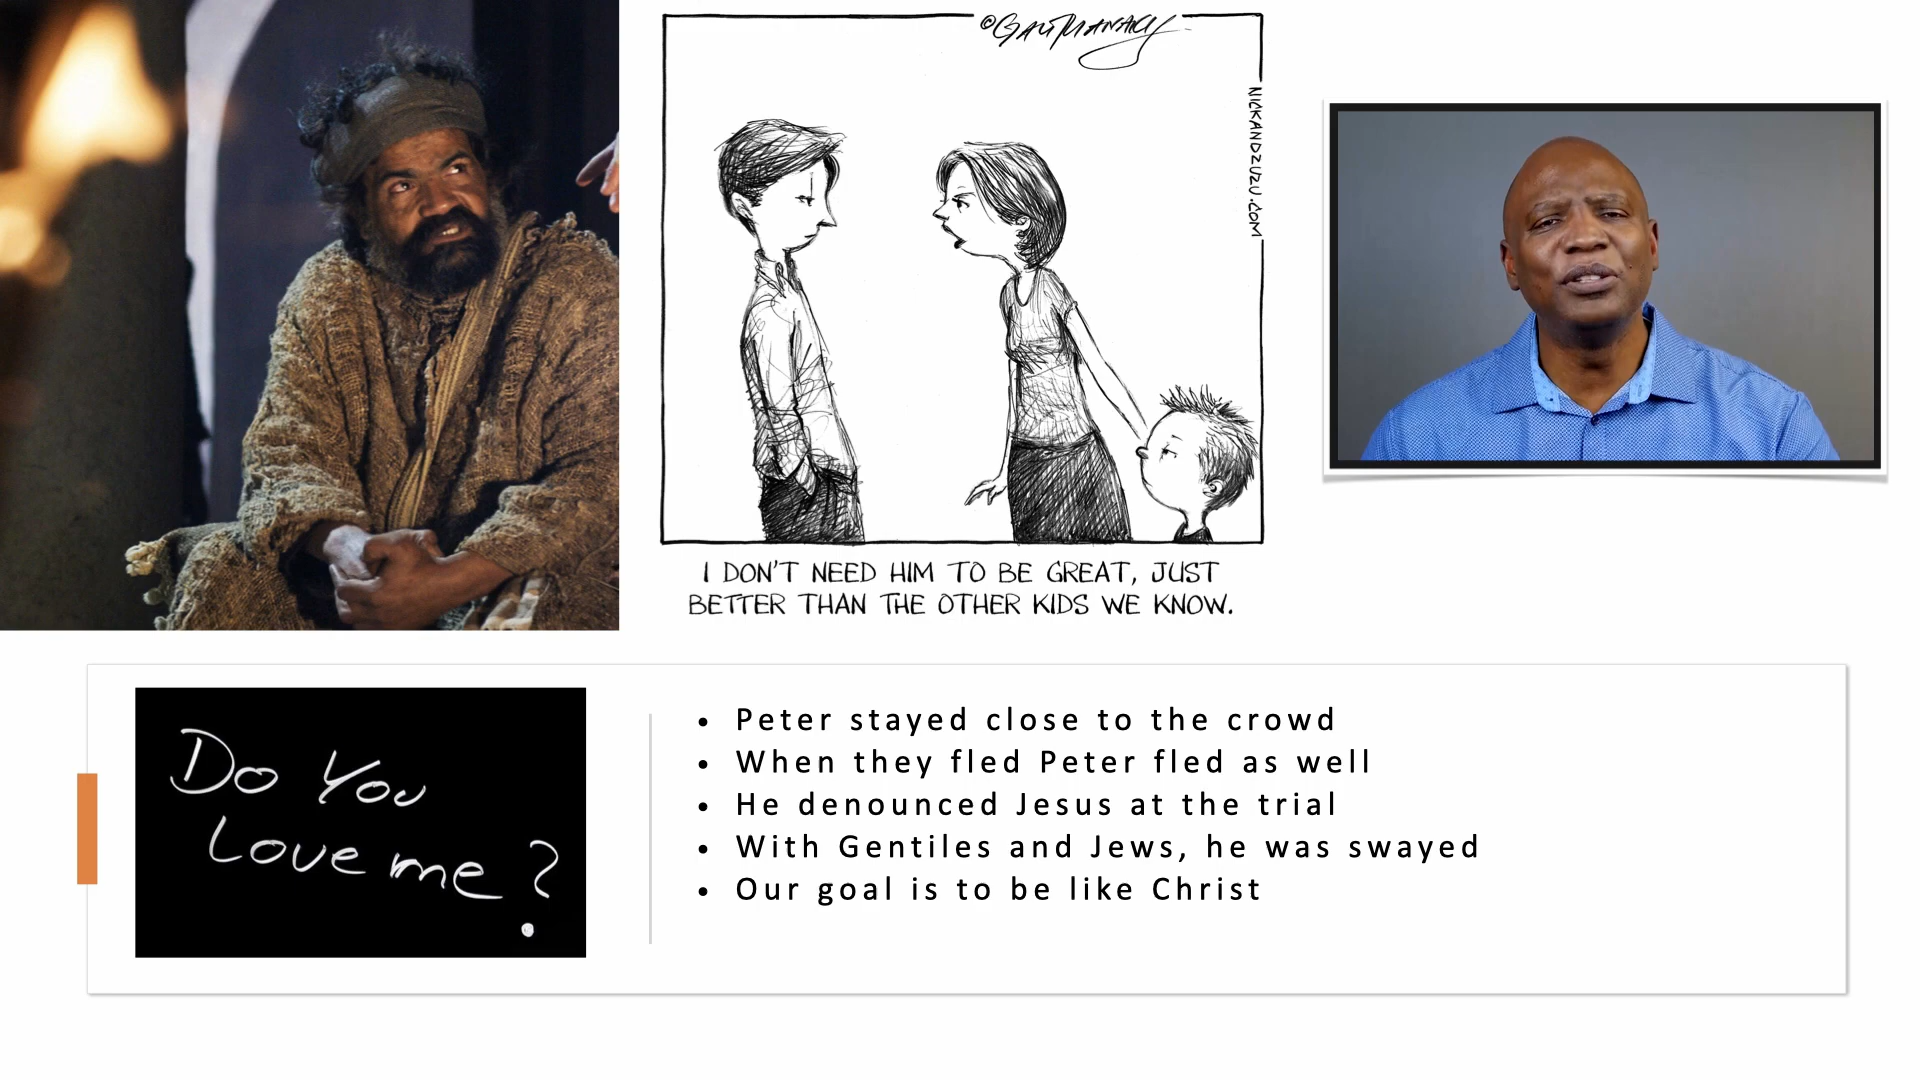 NICKANDZUZU.COM
I DON'T NEED HIM TO BE GREAT, JUST
BETTER THAN THE OTHER KIDS WE KNOW.
Do You
Love me?
• Peter stayed close to the crowd
• When they fled Peter fled as well
• He denounced Jesus at the trial
• With Gentiles and Jews, he was swayed
• Our goal is to be like Christ